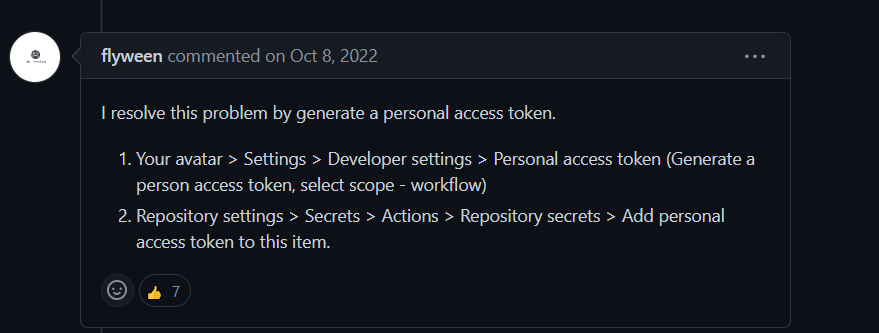 flyween commented on Oct 8, 2022
I resolve this problem by generate a personal access token.
1. Your avatar > Settings > Developer settings > Personal access token (Generate a
person access token, select scope - workflow)
2. Repository settings > Secrets > Actions > Repository secrets > Add personal
access token to this item.
7